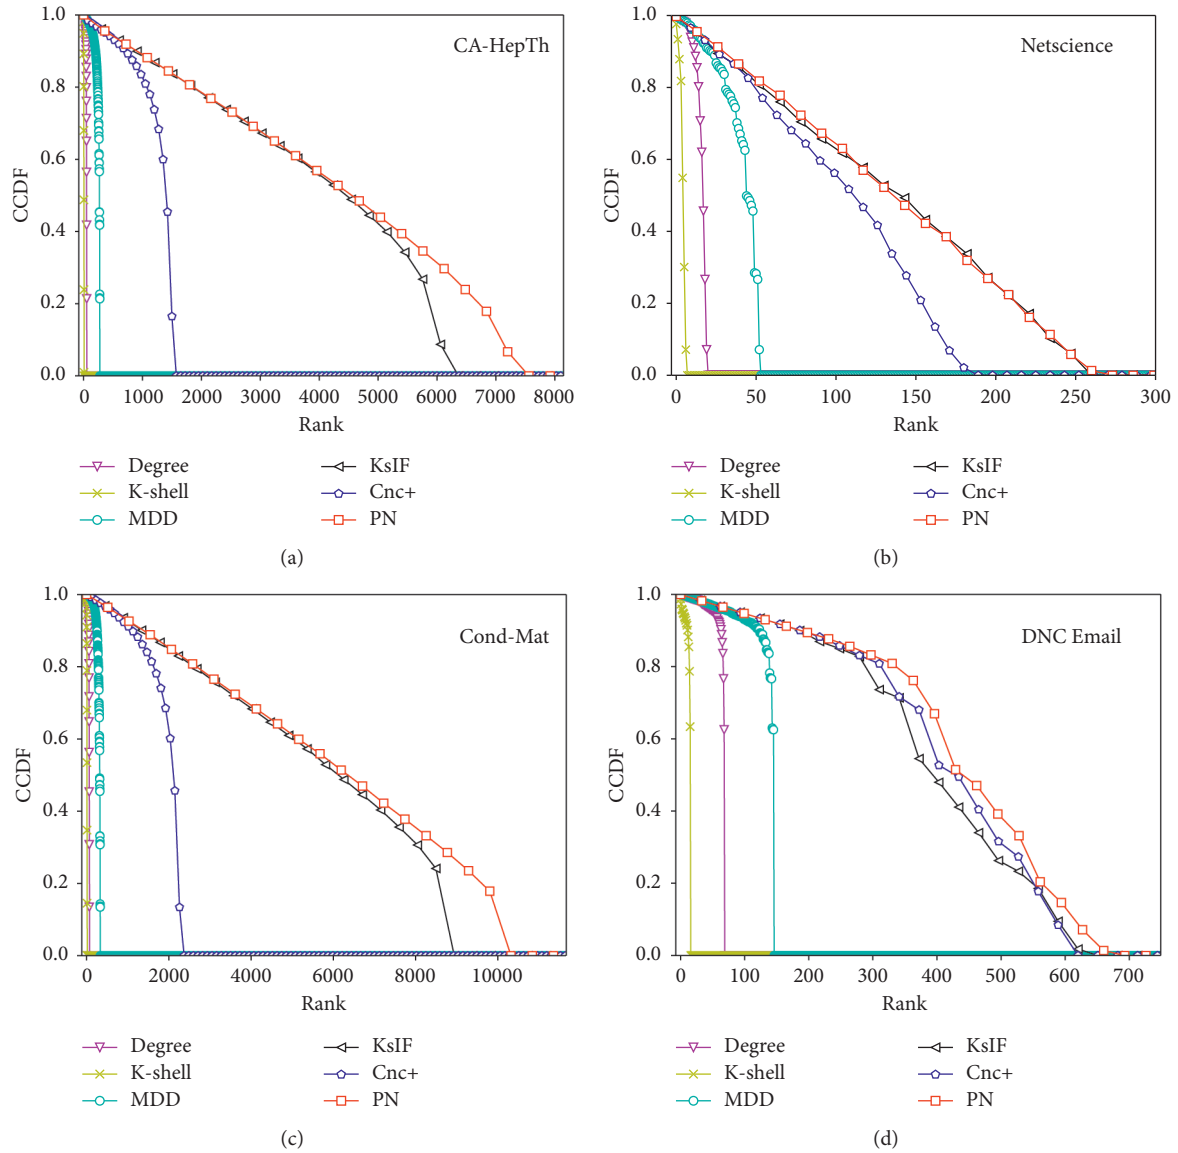 1.0
0.8
0.6
0.4
0.2
0.0
CCDF
CA-HepTh
0 1000 2000 3000 4000 5000 6000 7000 8000
Rank
Degree
K-shell
MDD
KsIF
Cnc+
PN
(a)
1.0
0.8
0.6
0.4
0.2
0.0
CCDF
Netscience
0 50 100 150 200 250 300
Rank
Degree
K-shell
MDD
KsIF
Cnc+
PN
(b)
1.0
0.8
0.6
0.4
0.2
0.0
CCDF
Cond-Mat
0 2000 4000 6000 8000 10000
Rank
Degree
K-shell
MDD
KsIF
Cnc+
PN
(c)
1.0
0.8
0.6
0.4
0.2
0.0
CCDF
DNC Email
0 100 200 300 400 500 600 700
Rank
Degree
K-shell
MDD
KsIF
Cnc+
PN
(d)